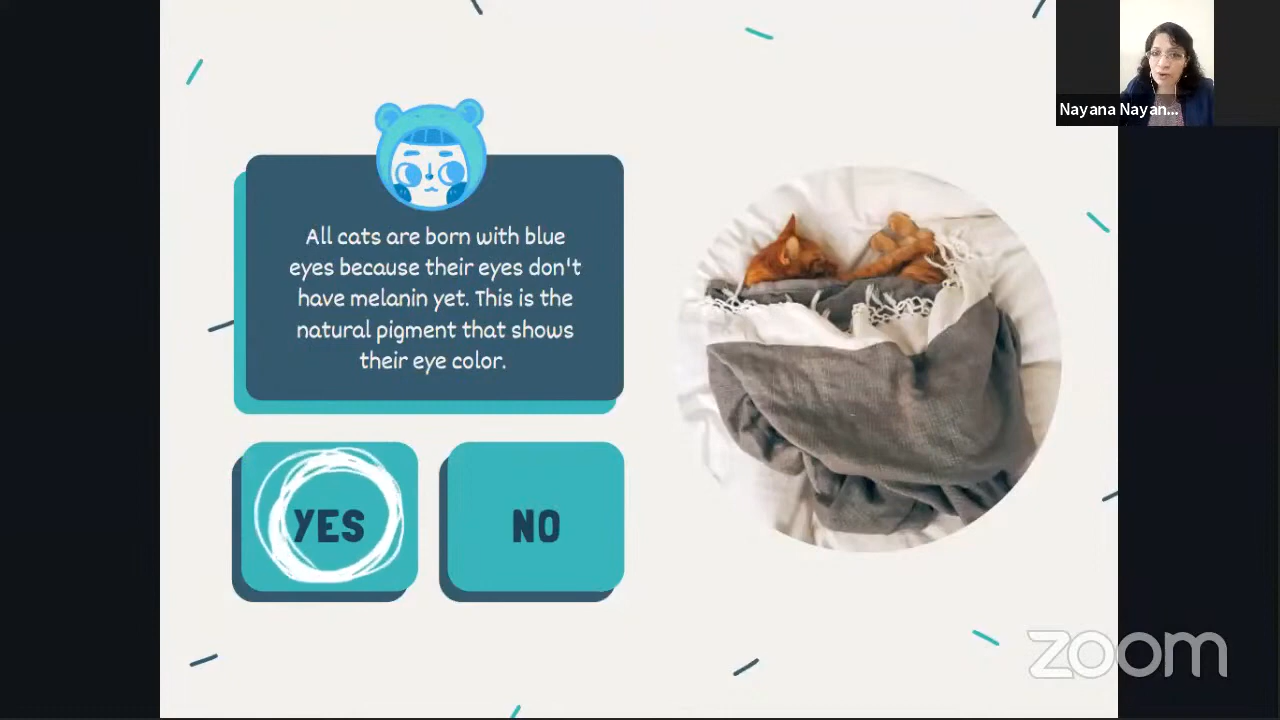 Nayana Nayan...
All cats are born with blue
eyes because their eyes don't
have melanin yet. This is the
natural pigment that shows
their eye color.
YES
NO
zoom